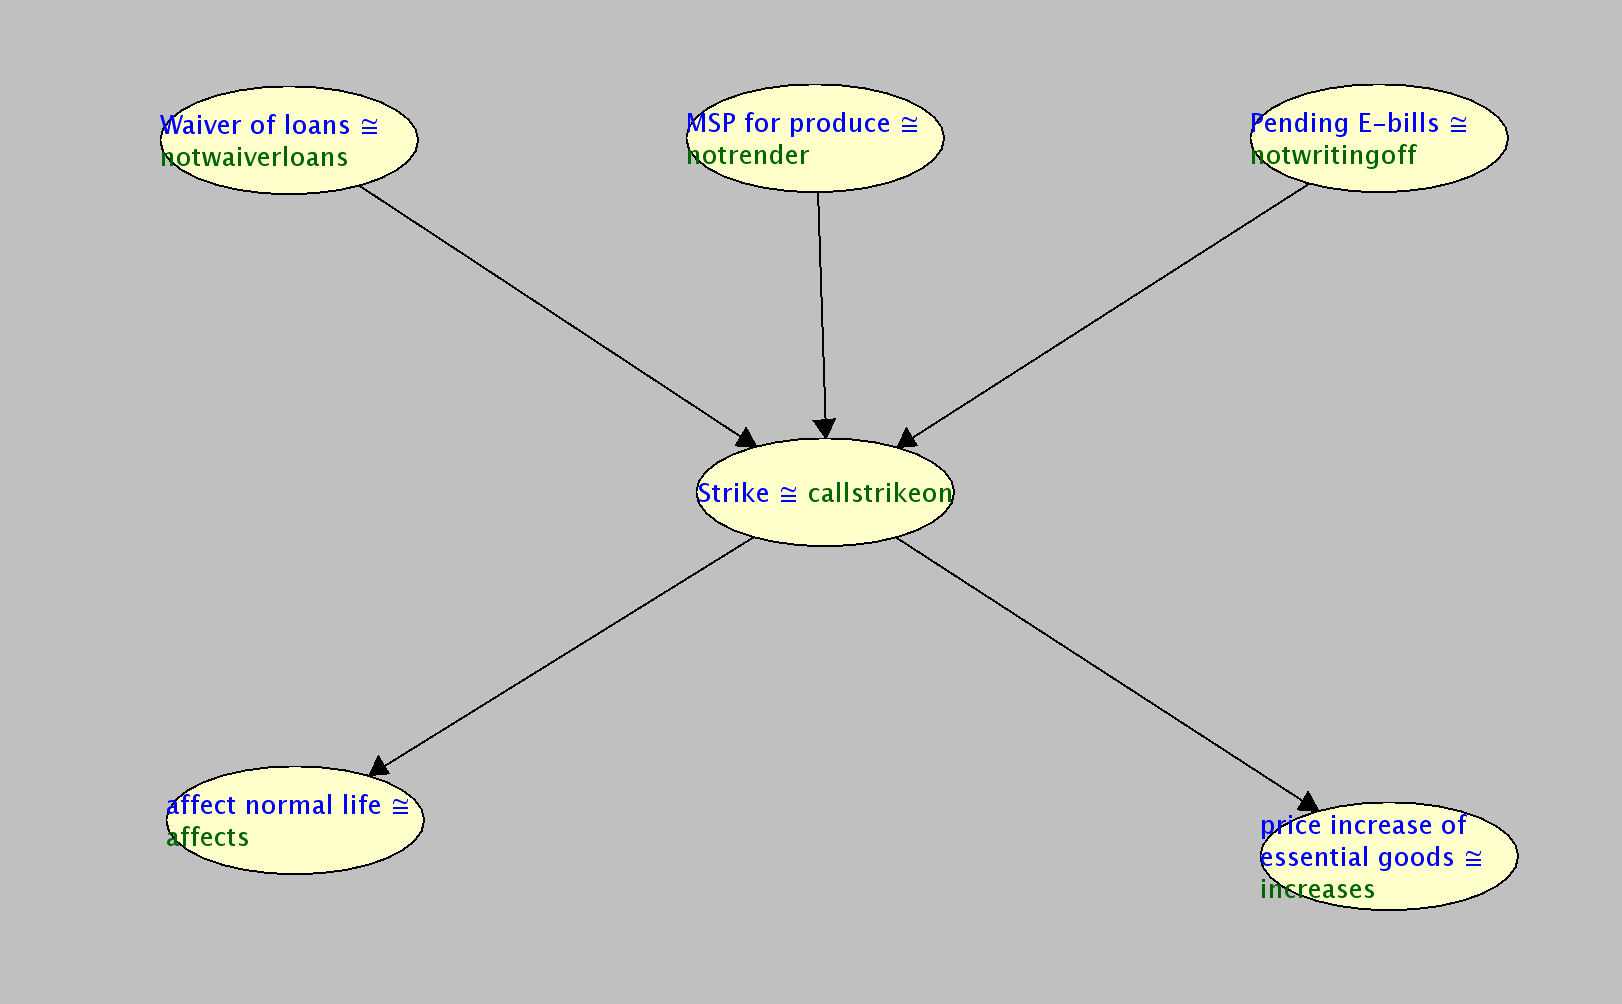 Waiver of loans ≅
notwaiverloans
MSP for produce ≅
notrender
Pending E-bills ≅
notwritingoff
Strike ≅ callstrikeon
affect normal life ≅
affects
price increase of
essential goods ≅
increases